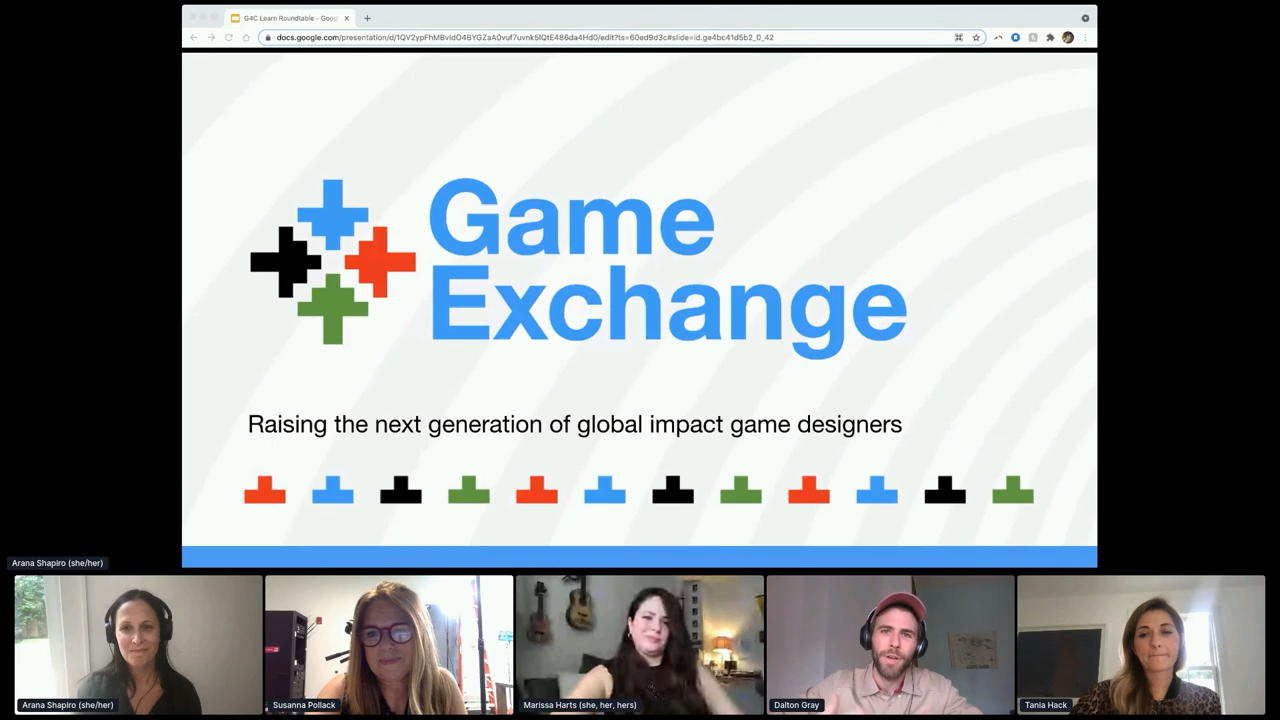 G4C Learn Roundtable - Goog
docs.google.com/presentation/d/1QV2ypFhMBvIdO4BYGZaA0vuf7uvnk5IQtE486da4Hd0/edit?ts=60ed9d3c#slide=id.ge4bc41d5b2_0_42
Game
Exchange
Raising the next generation of global impact game designers
Arana Shapiro (she/her)
Arana Shapiro (she/her)
Susanna Pollack
Marissa Harts (she, her, hers)
Dalton Gray
Tania Hack